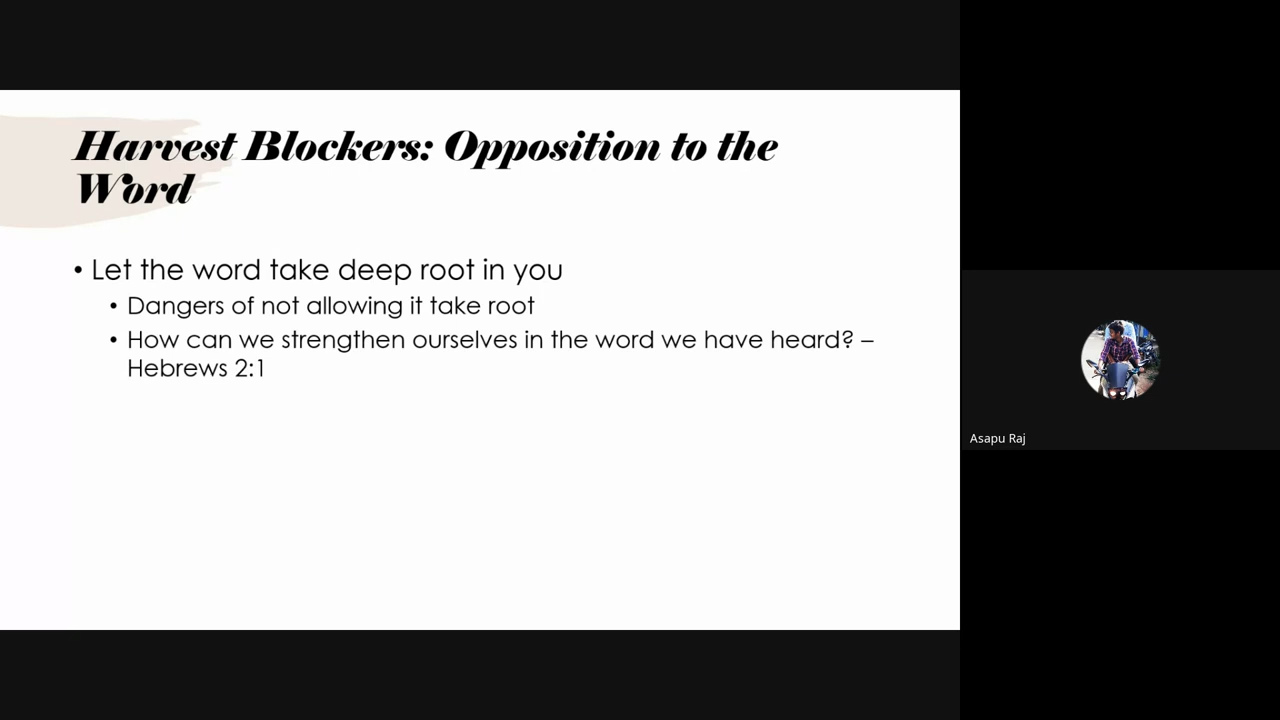 Harvest Blockers: Opposition to the
Word
• Let the word take deep root in you
• Dangers of not allowing it take root
• How can we strengthen ourselves in the word we have heard? –
Hebrews 2:1
Asapu Raj